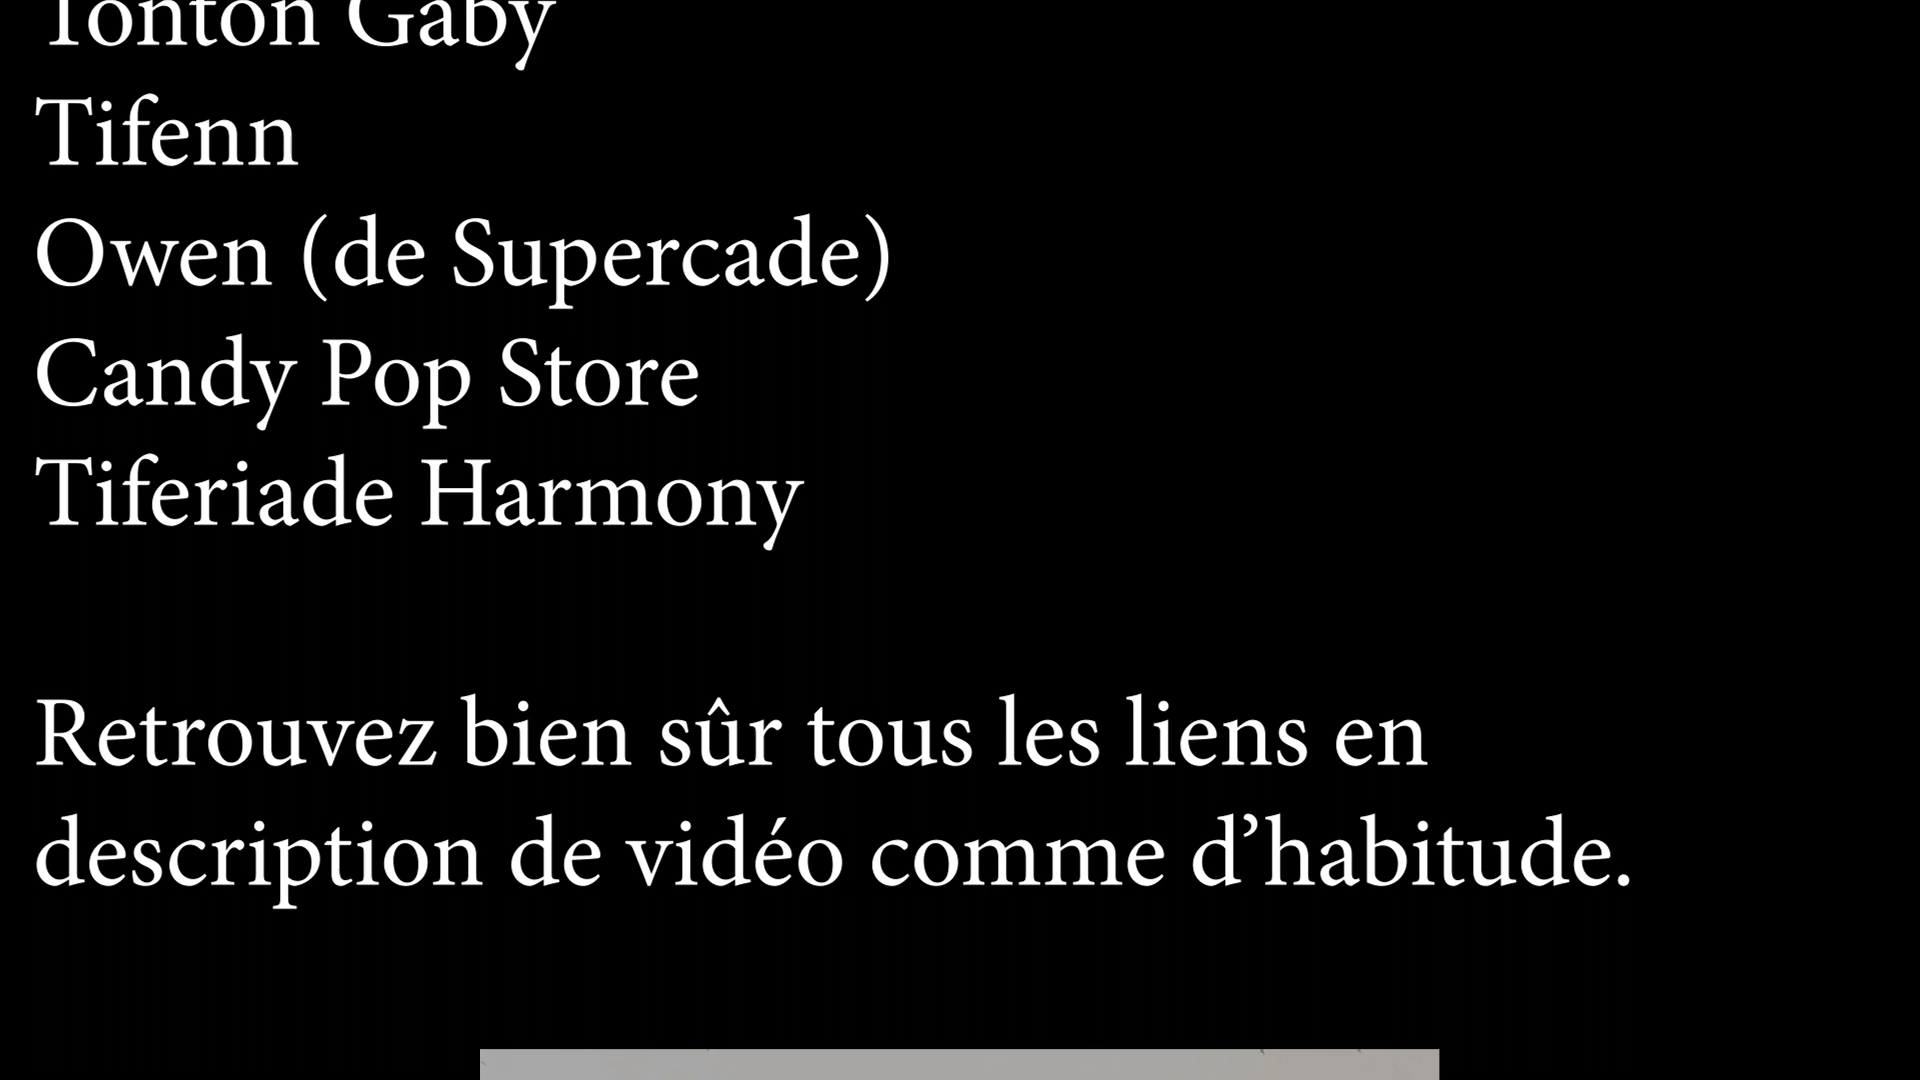 Tonton Gaby
Tifenn
Owen (de Supercade)
Candy Pop Store
Tiferiade Harmony
Retrouvez bien sûr tous les liens en
description de vidéo comme d’habitude.